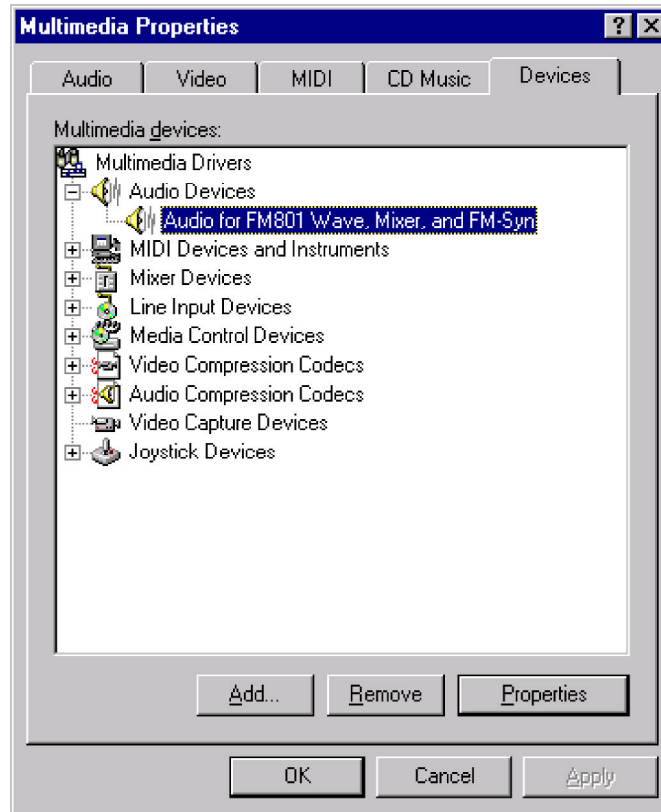 Multimedia Properties
Audio Video MIDI CD Music Devices
Multimedia devices:
Multimedia Drivers
Audio Devices
Audio for FM801 Wave, Mixer, and FM-Syn
MIDI Devices and Instruments
Mixer Devices
Line Input Devices
Media Control Devices
Video Compression Codecs
Audio Compression Codecs
Video Capture Devices
Joystick Devices
Add... Remove Properties
OK Cancel Apply